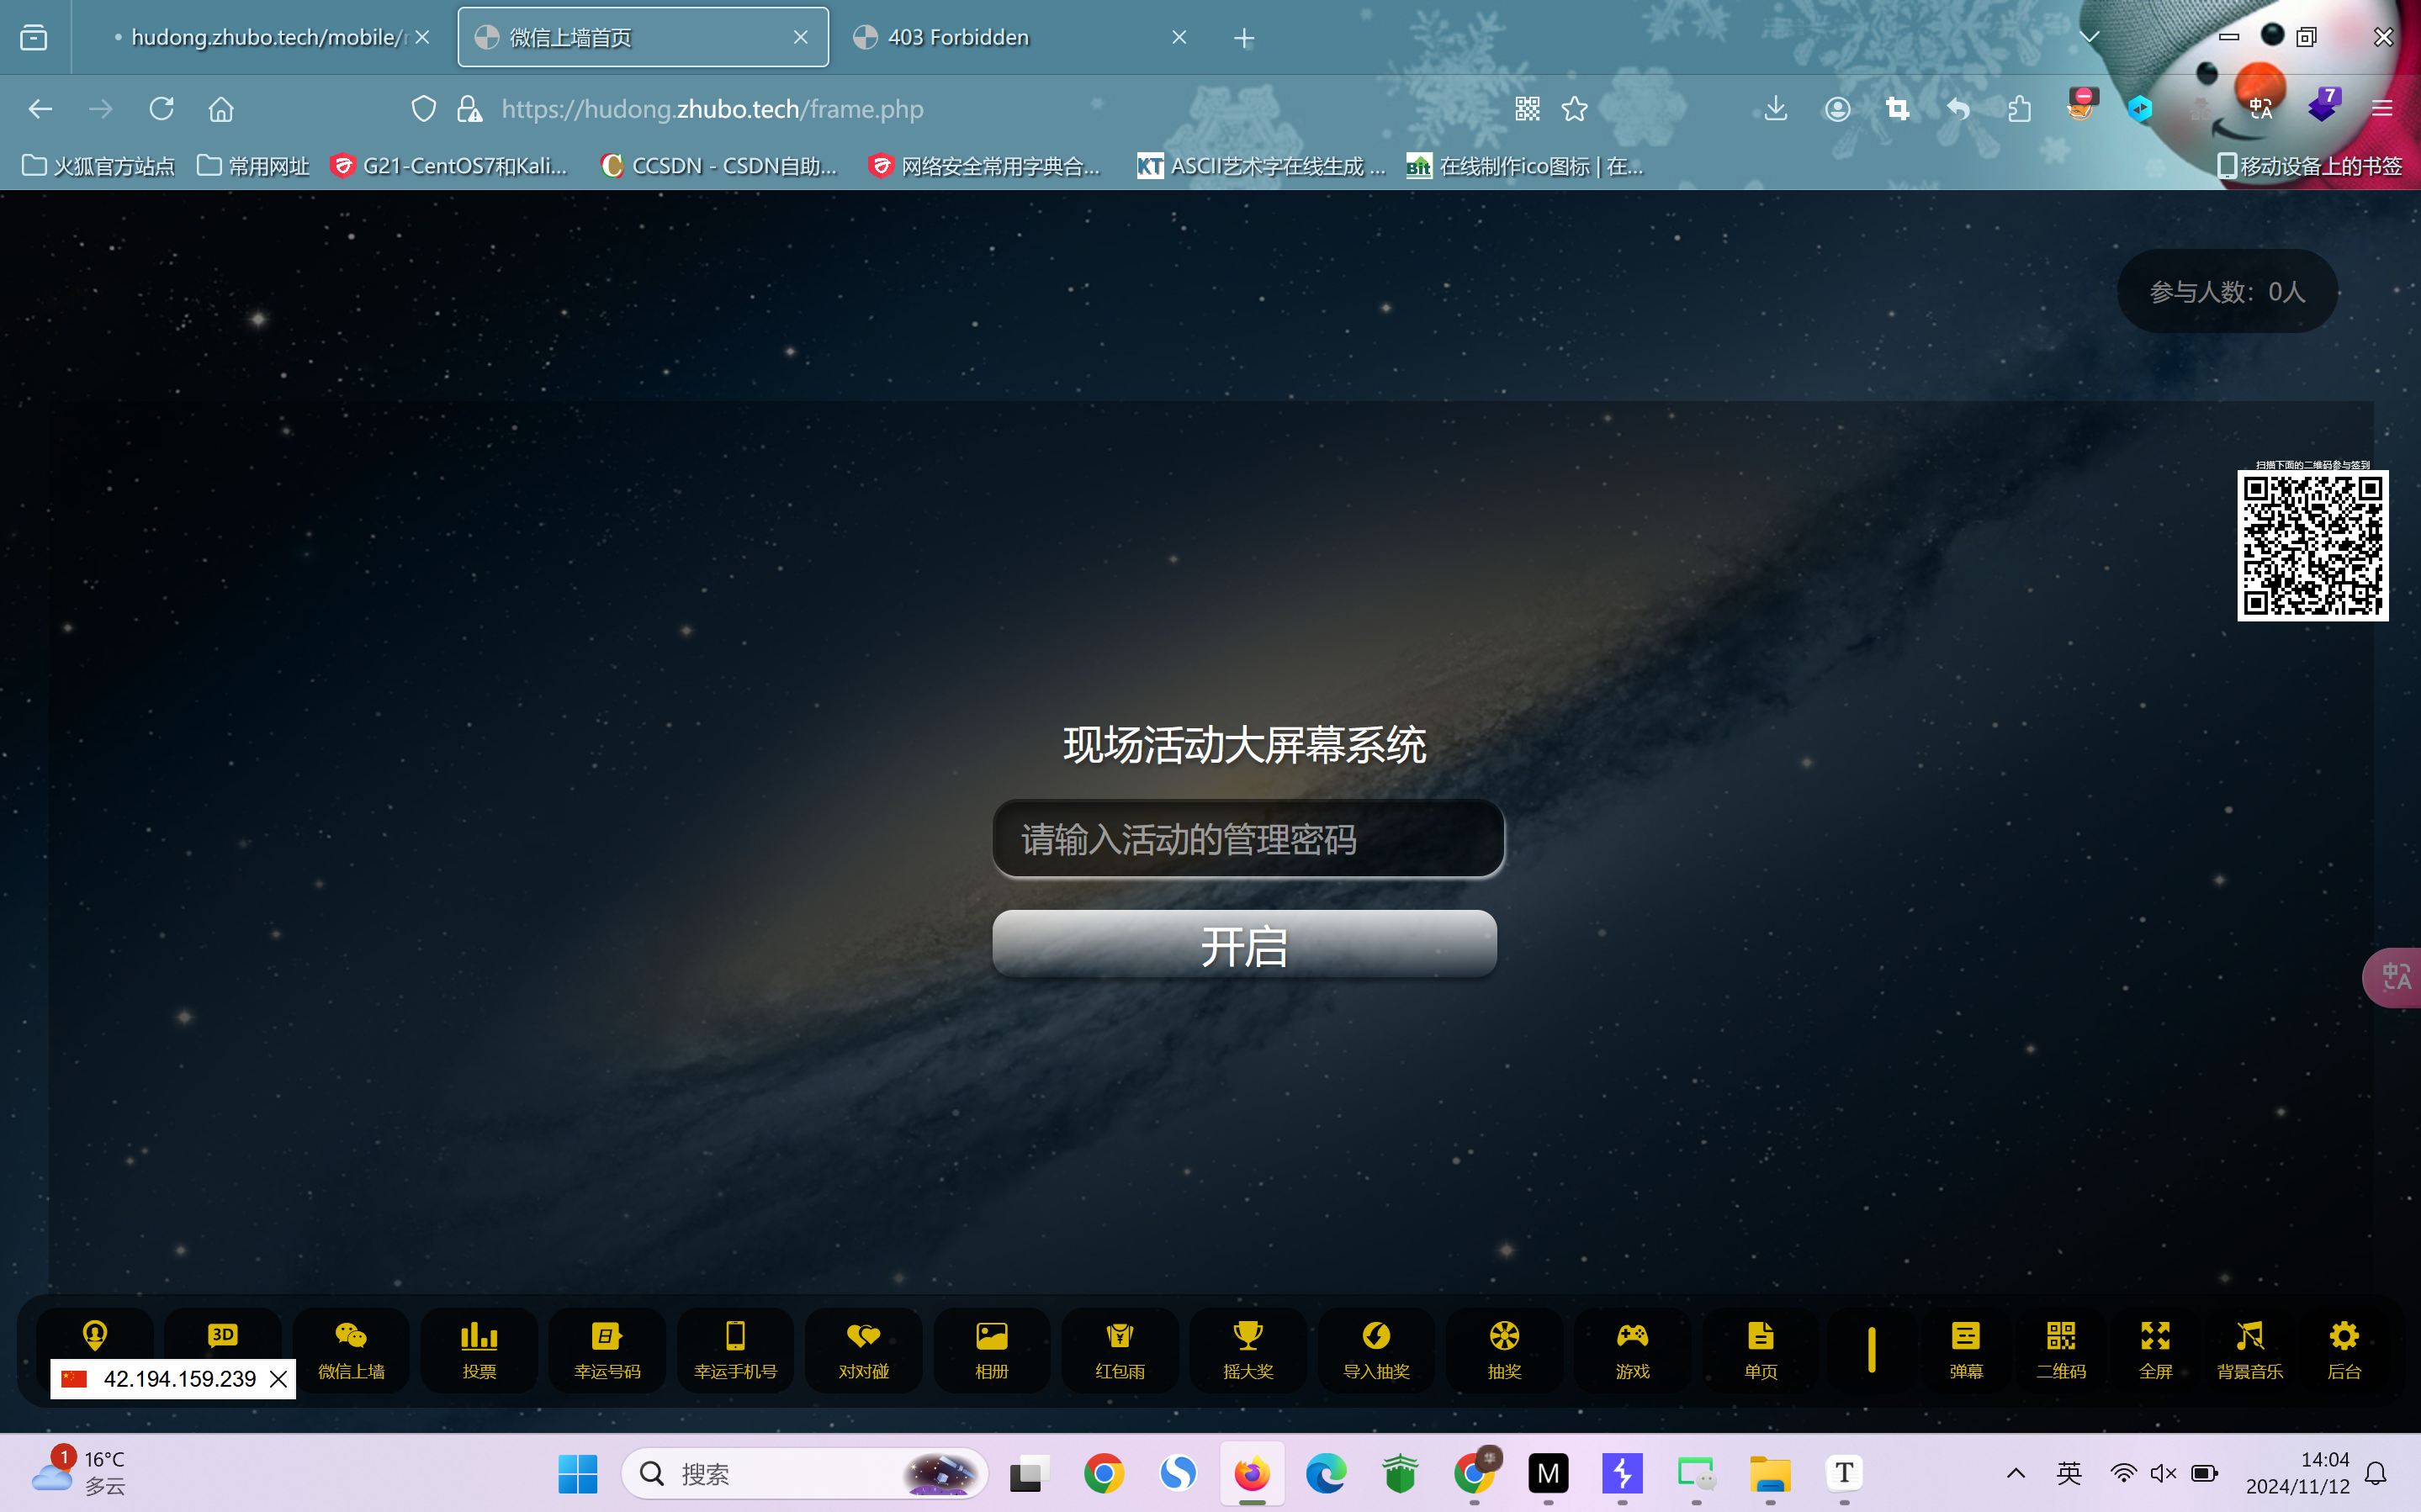 hudong.zhubo.tech/mobile/
微信上墙首页
403 Forbidden
https://hudong.zhubo.tech/frame.php
7
火狐官方站点
常用网址
G21-CentOS7和Kali...
CCSDN - CSDN自助...
网络安全常用字典合...
KT
ASCII艺术字在线生成 ...
Bit
在线制作ico图标 | 在...
移动设备上的书签
参与人数：0人
扫描下面的二维码参与签到
现场活动大屏幕系统
请输入活动的管理密码
开启
中A
3D
微信上墙
投票
幸运号码
幸运手机号
对对碰
相册
红包雨
摇大奖
导入抽奖
抽奖
游戏
单页
弹幕
二维码
全屏
背景音乐
后台
42.194.159.239
1
16°C
多云
搜索
华
M
T
英
14:04
2024/11/12